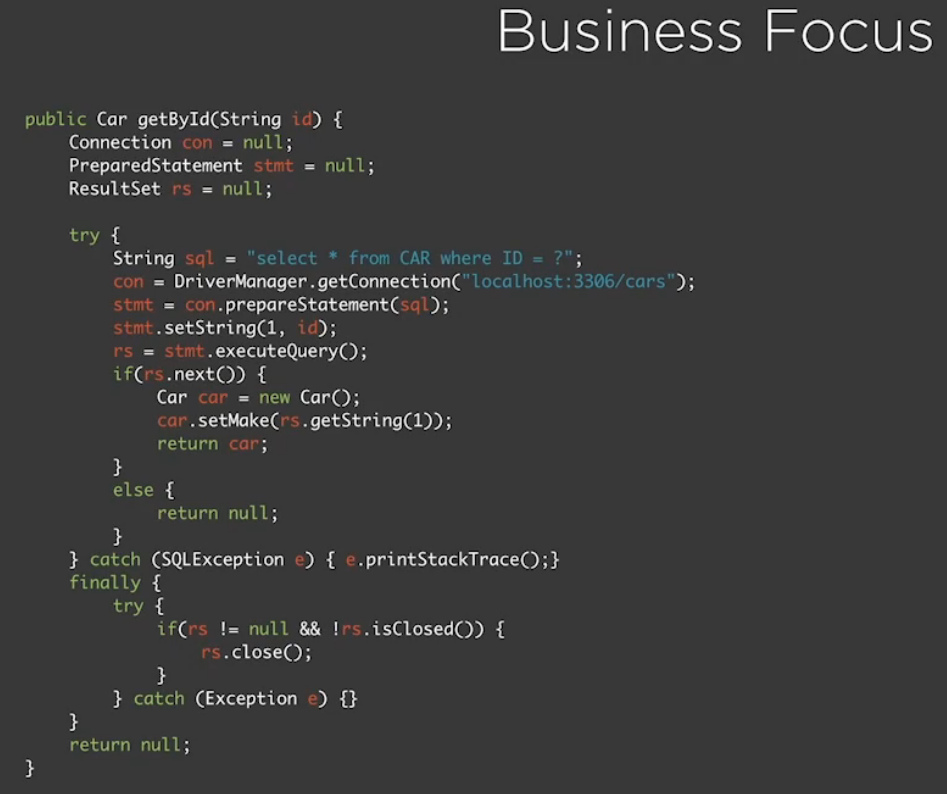 Business Focus
public Car getById(String id) {
Connection con = null;
PreparedStatement stmt = null;
ResultSet rs = null;
try {
String sql = "select * from CAR where ID = ?";
con = DriverManager.getConnection("localhost:3306/cars");
stmt = con.prepareStatement(sql);
stmt.setString(1, id);
rs = stmt.executeQuery();
if(rs.next()) {
Car car = new Car();
car.setMake(rs.getString(1));
return car;
}
else {
return null;
}
} catch (SQLException e) { e.printStackTrace();}
finally {
try {
if(rs != null && !rs.isClosed()) {
rs.close();
}
} catch (Exception e) {}
}
return null;
}